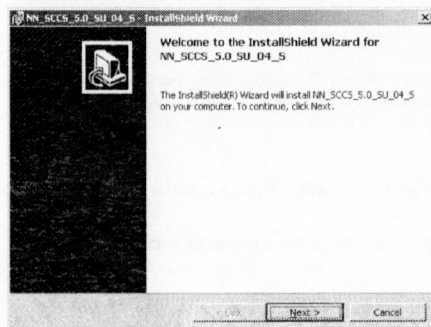 NN_SCCS_5.0_SU_04_S - InstallShield Wizard
Welcome to the InstallShield Wizard for
NN_SCCS_5.0_SU_04_S
The InstallShield(R) Wizard will install NN_SCCS_5.0_SU_04_S
on your computer. To continue, click Next.
< Back
Next >
Cancel